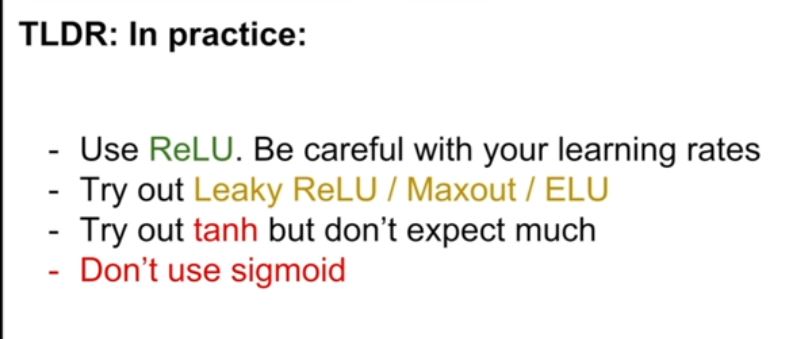 TLDR: In practice:
- Use ReLU. Be careful with your learning rates
- Try out Leaky ReLU / Maxout / ELU
- Try out tanh but don’t expect much
- Don’t use sigmoid